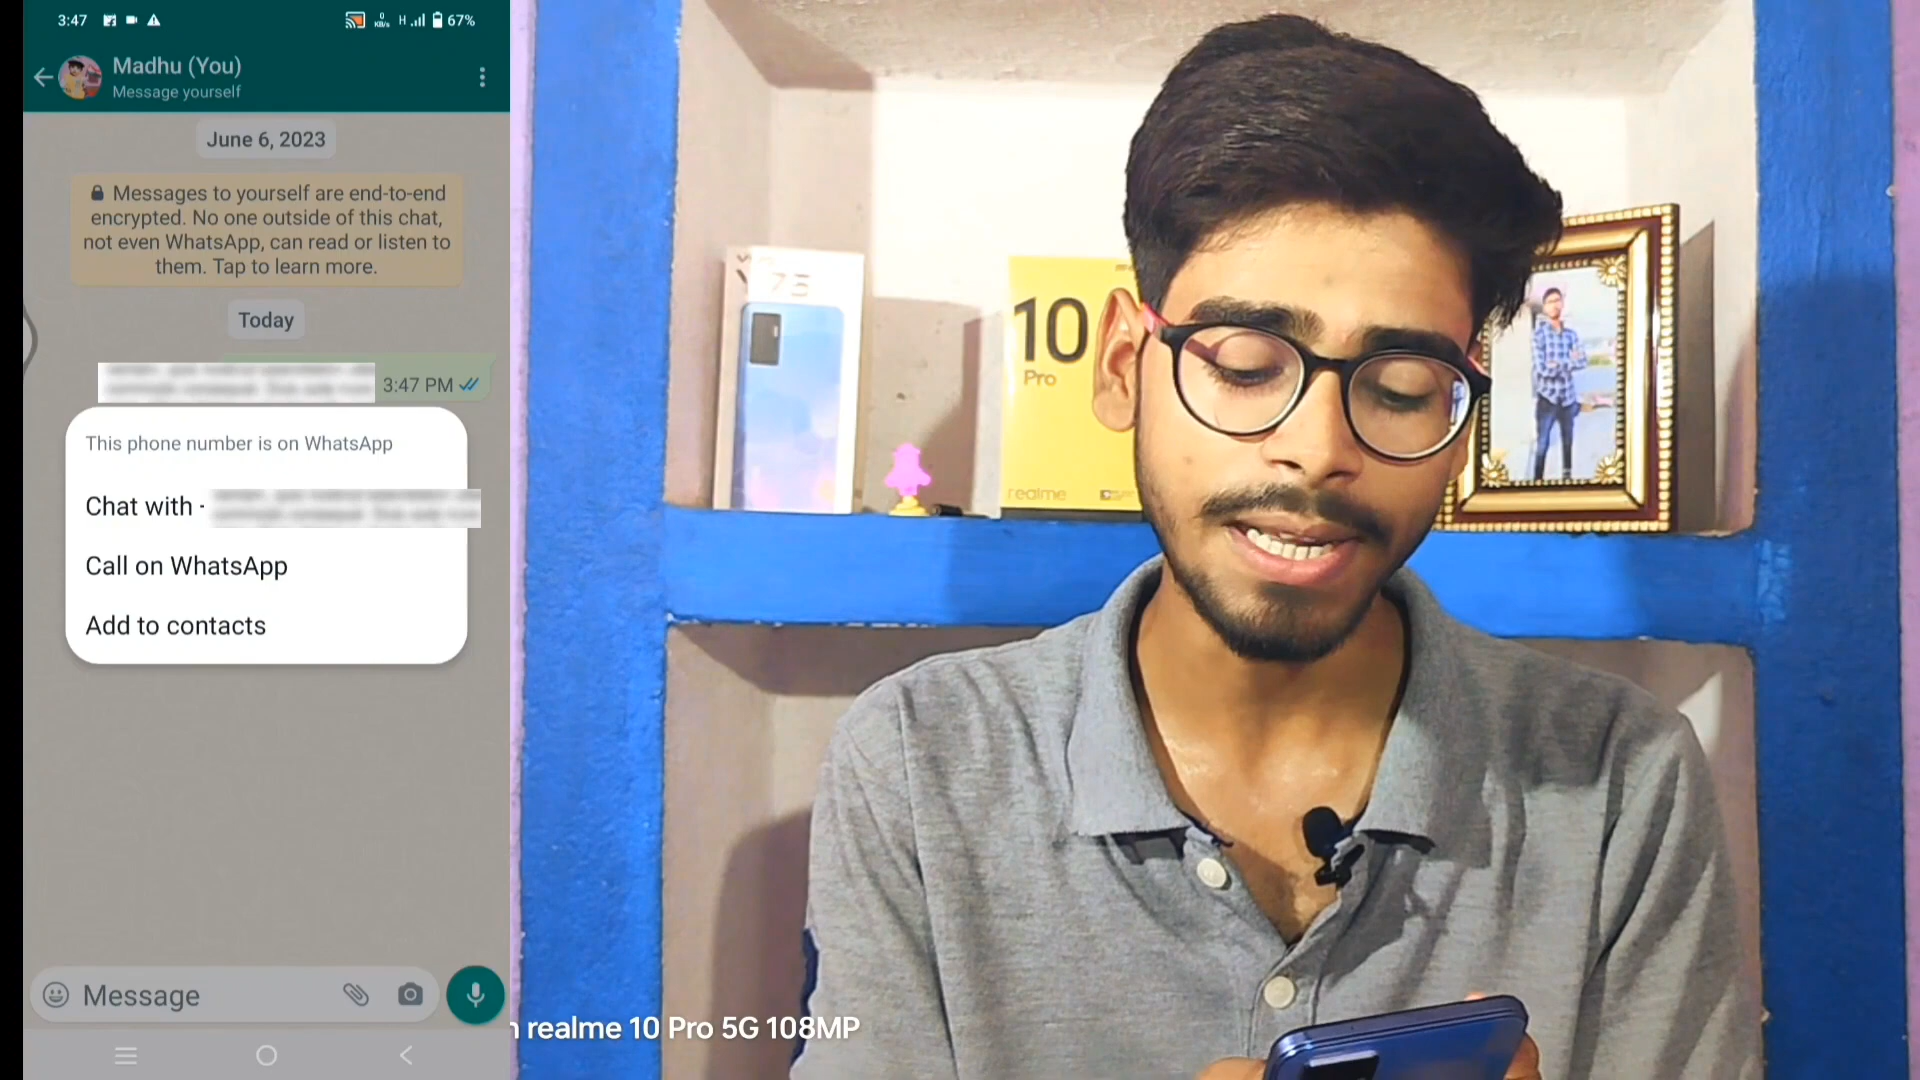 3:47
0
KB/s
H
67%
Madhu (You)
Message yourself
June 6, 2023
Messages to yourself are end-to-end
encrypted. No one outside of this chat,
not even WhatsApp, can read or listen to
them. Tap to learn more.
Today
3:47 PM
This phone number is on WhatsApp
Chat with -
Call on WhatsApp
Add to contacts
Message
10
Pro
realme
realme 10 Pro 5G 108MP